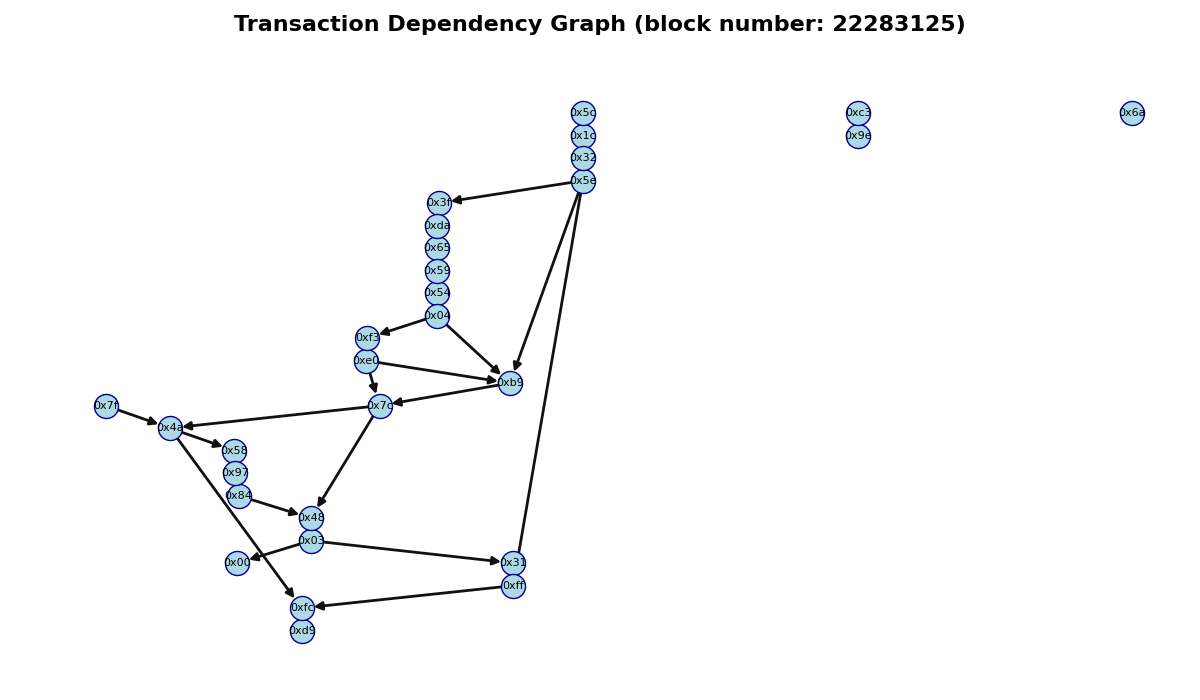 Transaction Dependency Graph (block number: 22283125)
0x5c
0xc3
0x6a
0x1c
0x9e
0x32
0x5e
0x3f
0xda
0x65
0x59
0x54
0x04
0xf3
0xe0
0xb9
0x7f
0x7c
0x4a
0x58
0x97
0x84
0x48
0x03
0x00
0x31
0xff
0xfc
0xd9